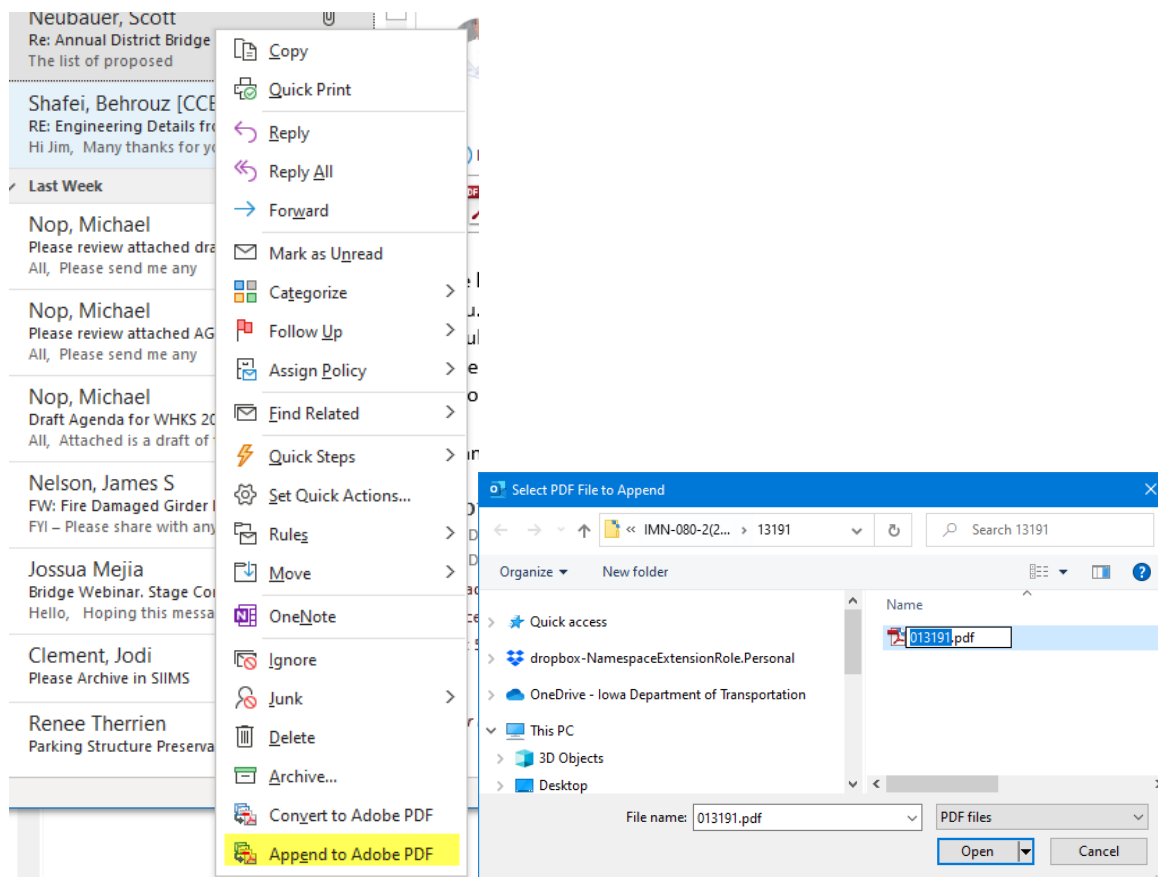 Neubauer, Scott
Re: Annual District Bridge
The list of proposed
Shafei, Behrouz [CCE
RE: Engineering Details fro
Hi Jim, Many thanks for yo
Last Week
Nop, Michael
Please review attached dra
All, Please send me any
Nop, Michael
Please review attached AG
All, Please send me any
Nop, Michael
Draft Agenda for WHKS 20
All, Attached is a draft of
Nelson, James S
FW: Fire Damaged Girder
FYI – Please share with any
Jossua Mejia
Bridge Webinar. Stage Co
Hello, Hoping this messa
Clement, Jodi
Please Archive in SIIMS
Renee Therrien
Parking Structure Preserva
Copy
Quick Print
Reply
Reply All
Forward
Mark as Unread
Categorize
Follow Up
Assign Policy
Find Related
Quick Steps
Set Quick Actions...
Rules
Move
OneNote
Ignore
Junk
Delete
Archive...
Convert to Adobe PDF
Append to Adobe PDF
Select PDF File to Append
« IMN-080-2(2... > 13191
Search 13191
Organize
New folder
Quick access
dropbox-NamespaceExtensionRole.Personal
OneDrive - Iowa Department of Transportation
This PC
3D Objects
Desktop
Name
013191.pdf
File name: 013191.pdf
PDF files
Open
Cancel